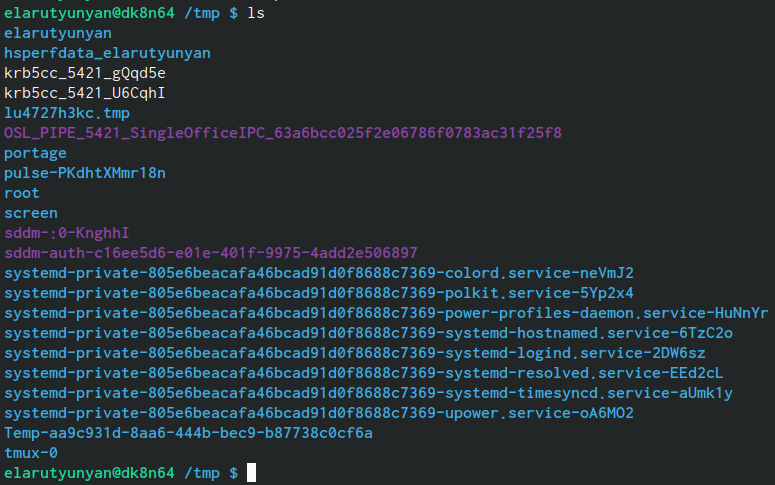 elarutyunyan@dk8n64 /tmp $ ls
elarutyunyan
hsperfdata_elarutyunyan
krb5cc_5421_gQqd5e
krb5cc_5421_U6CqhI
lu4727h3kc.tmp
OSL_PIPE_5421_SingleOfficeIPC_63a6bcc025f2e06786f0783ac31f25f8
portage
pulse-PKdhtXMmr18n
root
screen
sddm-:0-KnghhI
sddm-auth-c16ee5d6-e01e-401f-9975-4add2e506897
systemd-private-805e6beacafa46bcad91d0f8688c7369-colord.service-neVmJ2
systemd-private-805e6beacafa46bcad91d0f8688c7369-polkit.service-5Yp2x4
systemd-private-805e6beacafa46bcad91d0f8688c7369-power-profiles-daemon.service-HuNnYr
systemd-private-805e6beacafa46bcad91d0f8688c7369-systemd-hostnamed.service-6TzC2o
systemd-private-805e6beacafa46bcad91d0f8688c7369-systemd-logind.service-2DW6sz
systemd-private-805e6beacafa46bcad91d0f8688c7369-systemd-resolved.service-EEd2cL
systemd-private-805e6beacafa46bcad91d0f8688c7369-systemd-timesyncd.service-aUmk1y
systemd-private-805e6beacafa46bcad91d0f8688c7369-upower.service-oA6MO2
Temp-aa9c931d-8aa6-444b-bec9-b87738c0cf6a
tmux-0
elarutyunyan@dk8n64 /tmp $